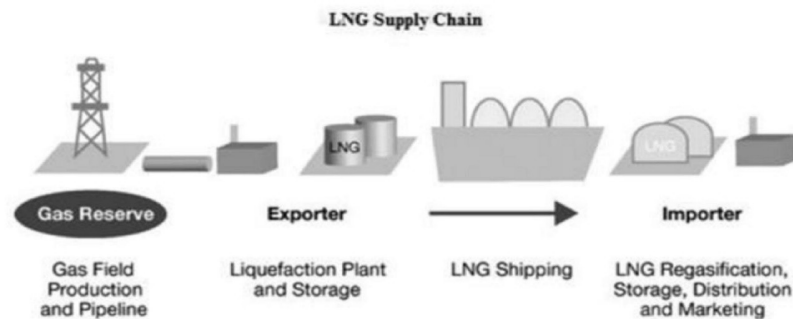 LNG Supply Chain
LNG
LNG
Gas Reserve
Exporter
Importer
Gas Field
Production
and Pipeline
Liquefaction Plant
and Storage
LNG Shipping
LNG Regasification,
Storage, Distribution
and Marketing